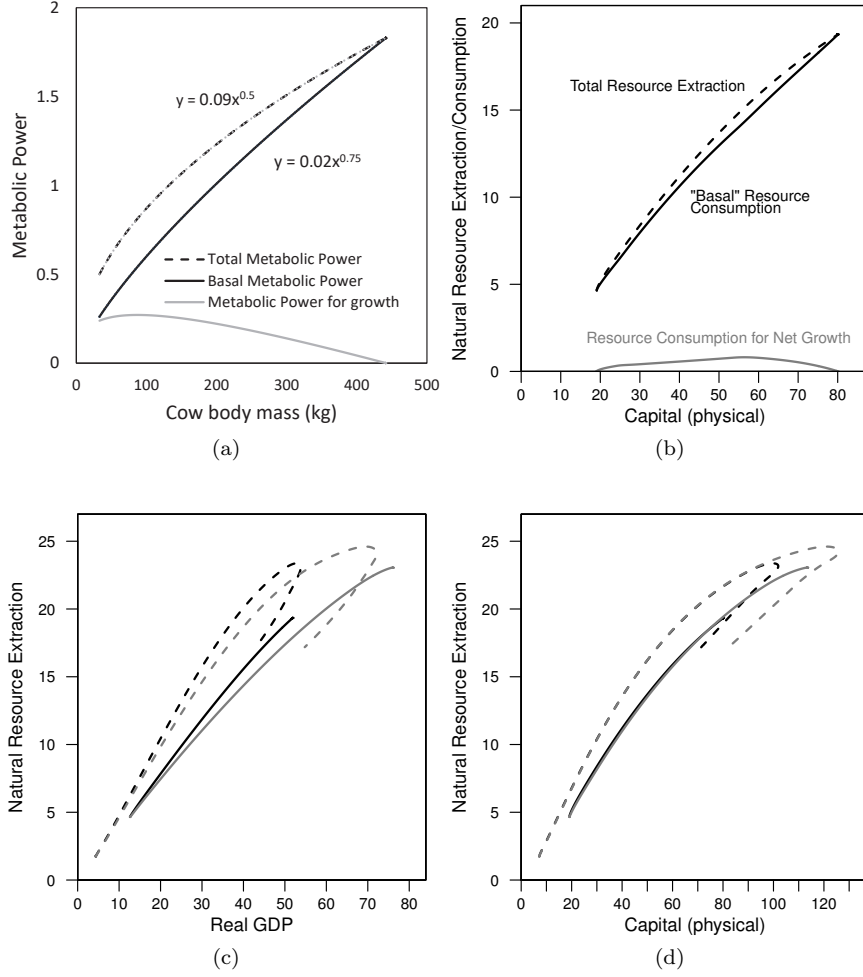 2
1.5
1
0.5
0
0
100
200
300
400
500
Metabolic Power
Cow body mass (kg)
y = 0.09x^0.5
y = 0.02x^0.75
Total Metabolic Power
Basal Metabolic Power
Metabolic Power for growth
(a)
20
15
10
5
0
0
10
20
30
40
50
60
70
80
Natural Resource Extraction/Consumption
Capital (physical)
Total Resource Extraction
"Basal" Resource
Consumption
Resource Consumption for Net Growth
(b)
25
20
15
10
5
0
0
10
20
30
40
50
60
70
80
Natural Resource Extraction
Real GDP
(c)
25
20
15
10
5
0
0
20
40
60
80
100
120
Natural Resource Extraction
Capital (physical)
(d)